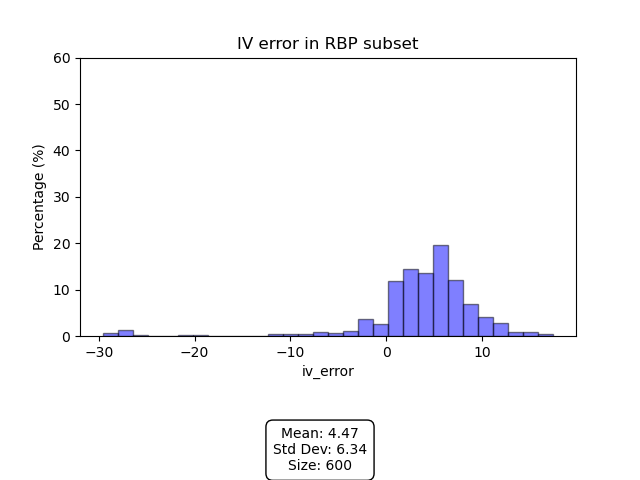 IV error in RBP subset
60
50
40
30
20
10
0
Percentage (%)
−30
−20
−10
0
10
iv_error
Mean: 4.47
Std Dev: 6.34
Size: 600